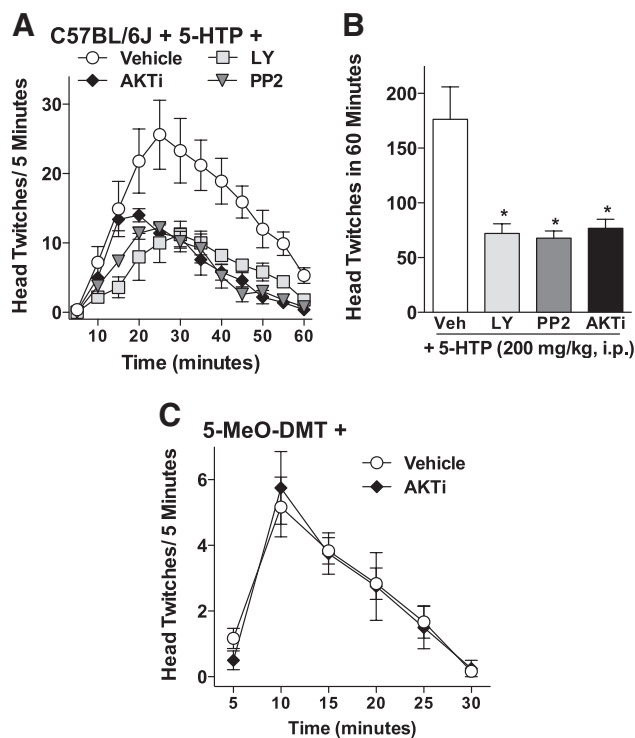 A
C57BL/6J + 5-HTP +
Vehicle
LY
AKTi
PP2
Head Twitches/ 5 Minutes
30
20
10
0
10
20
30
40
50
60
Time (minutes)
B
Head Twitches in 60 Minutes
200
150
100
50
0
*
*
*
Veh
LY
PP2
AKTi
+ 5-HTP (200 mg/kg, i.p.)
C
5-MeO-DMT +
Vehicle
AKTi
Head Twitches/ 5 Minutes
6
4
2
0
5
10
15
20
25
30
Time (minutes)